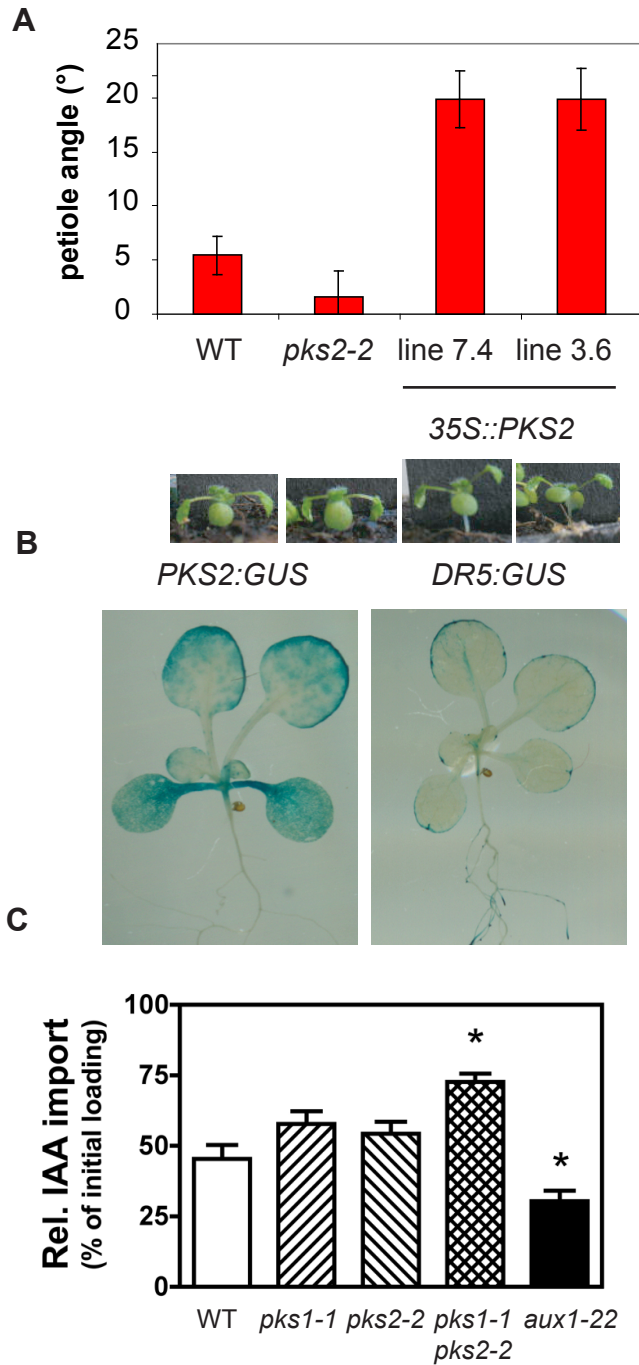 A
petiole angle (°)
25
20
15
10
5
0
WT pks2-2 line 7.4 line 3.6
35S::PKS2
B
PKS2:GUS DR5:GUS
C
Rel. IAA import
(% of initial loading)
100
75
50
25
0
* *
WT pks1-1 pks2-2 pks1-1 aux1-22
pks2-2